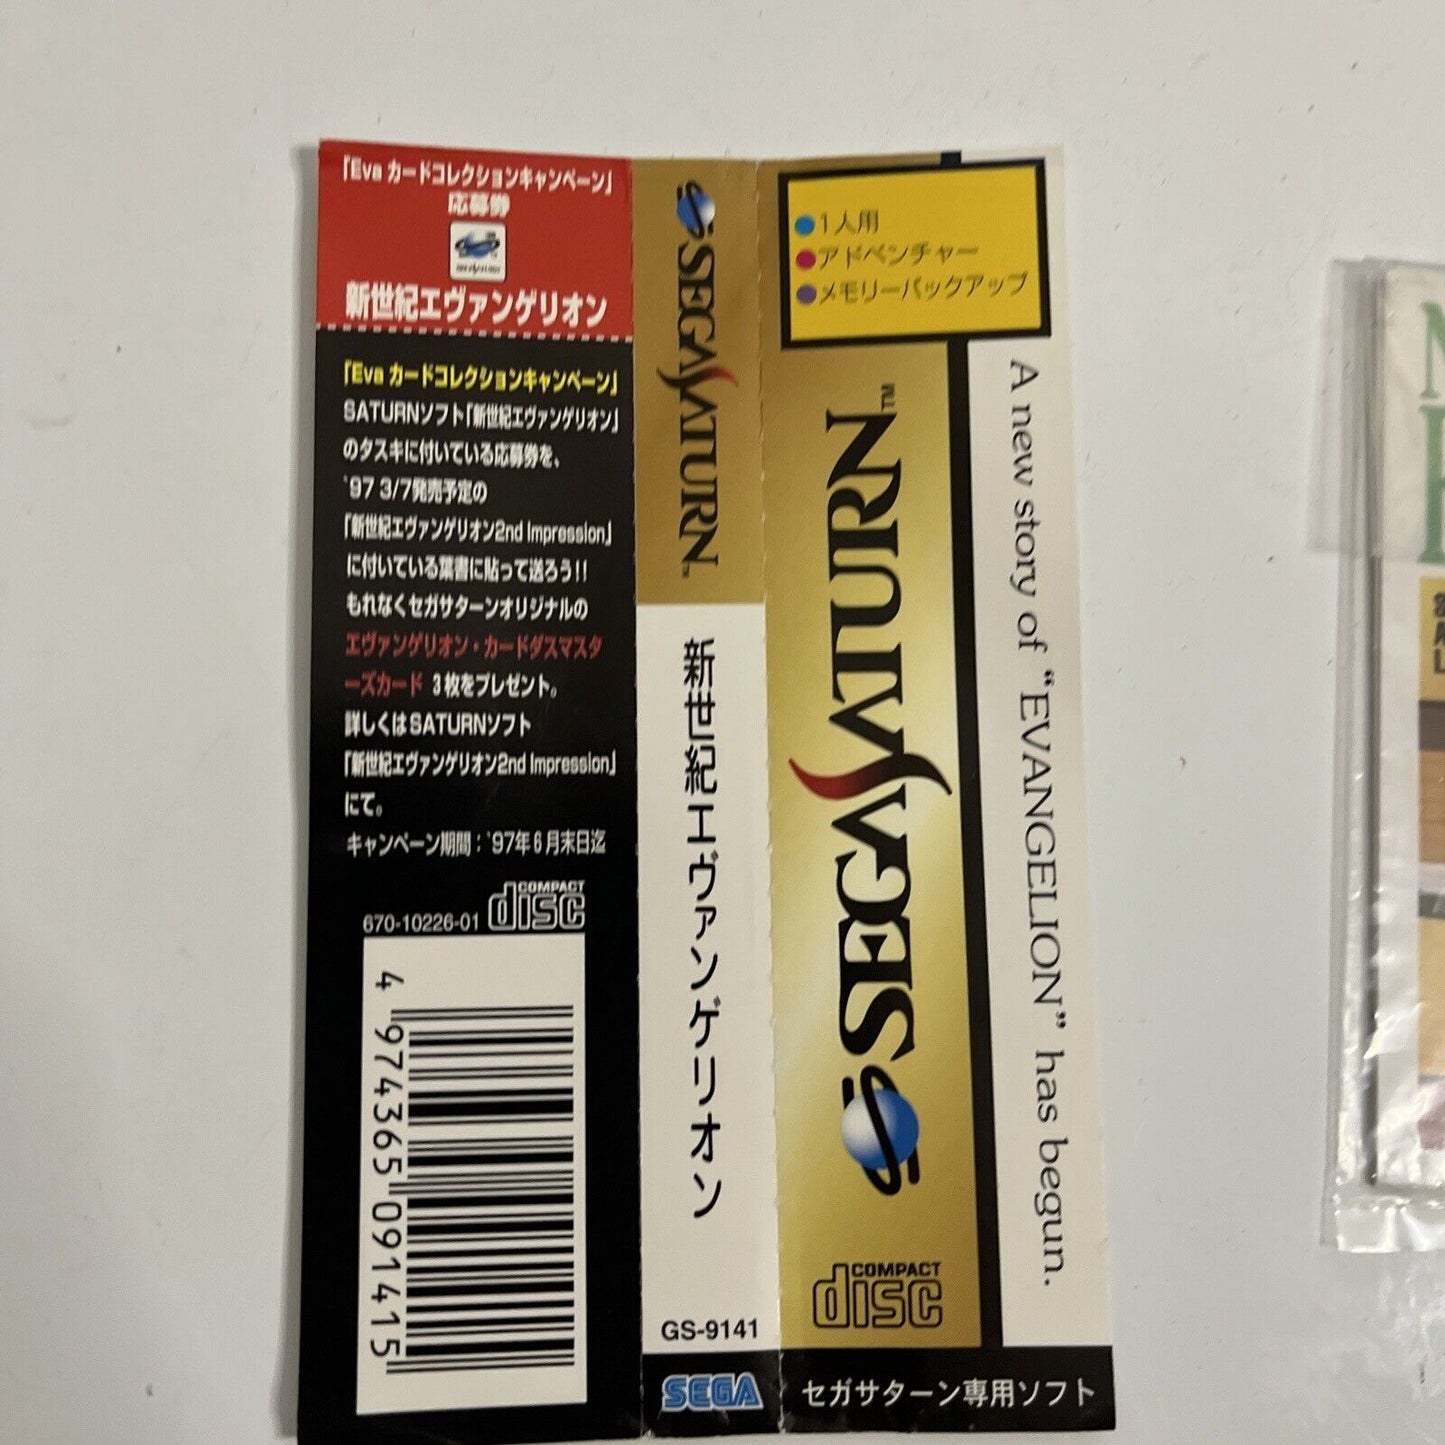 「Eva カードコレクションキャンペーン」
応募券
新世紀エヴァンゲリオン
「Eva カードコレクションキャンペーン」
SATURNソフト「新世紀エヴァンゲリオン」
のタスキに付いている応募券を、
'97 3/7発売予定の
「新世紀エヴァンゲリオン2nd Impression」
に付いている葉書に貼って送ろう!!
もれなくセガサターンオリジナルの
エヴァンゲリオン・カードダスマスタ
ーズカード 3枚をプレゼント。
詳しくはSATURNソフト
「新世紀エヴァンゲリオン2nd Impression」
にて。
キャンペーン期間：'97年6月末日迄
670-10226-01
COMPACT
disc
4 974365 091415
SEGA SATURN™
新世紀エヴァンゲリオン
GS-9141
SEGA
●1人用
●アドベンチャー
●メモリーバックアップ
SEGA SATURN™
COMPACT
disc
A new story of “EVANGELION” has begun.
セガサターン専用ソフト